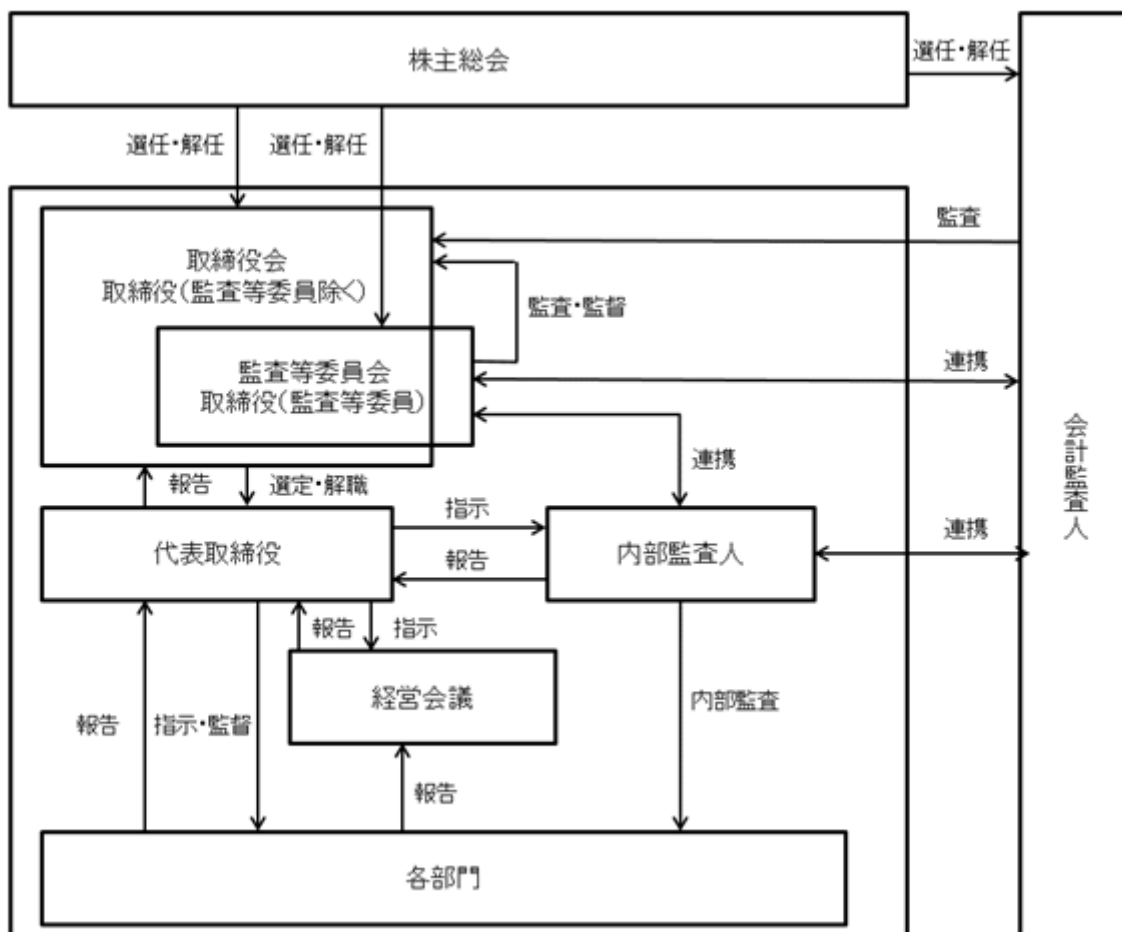 株主総会
選任・解任
選任・解任
選任・解任
監査
取締役会
取締役(監査等委員除く)
監査・監督
監査等委員会
取締役(監査等委員)
連携
連携
会計監査人
報告
選定・解職
代表取締役
指示
報告
内部監査人
連携
報告
指示
経営会議
報告
指示・監督
内部監査
報告
各部門